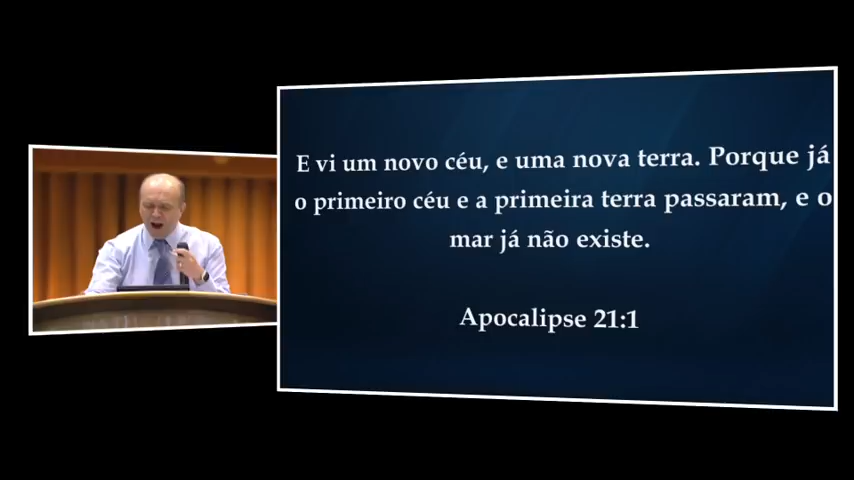 E vi um novo céu, e uma nova terra. Porque já
o primeiro céu e a primeira terra passaram, e o
mar já não existe.
Apocalipse 21:1